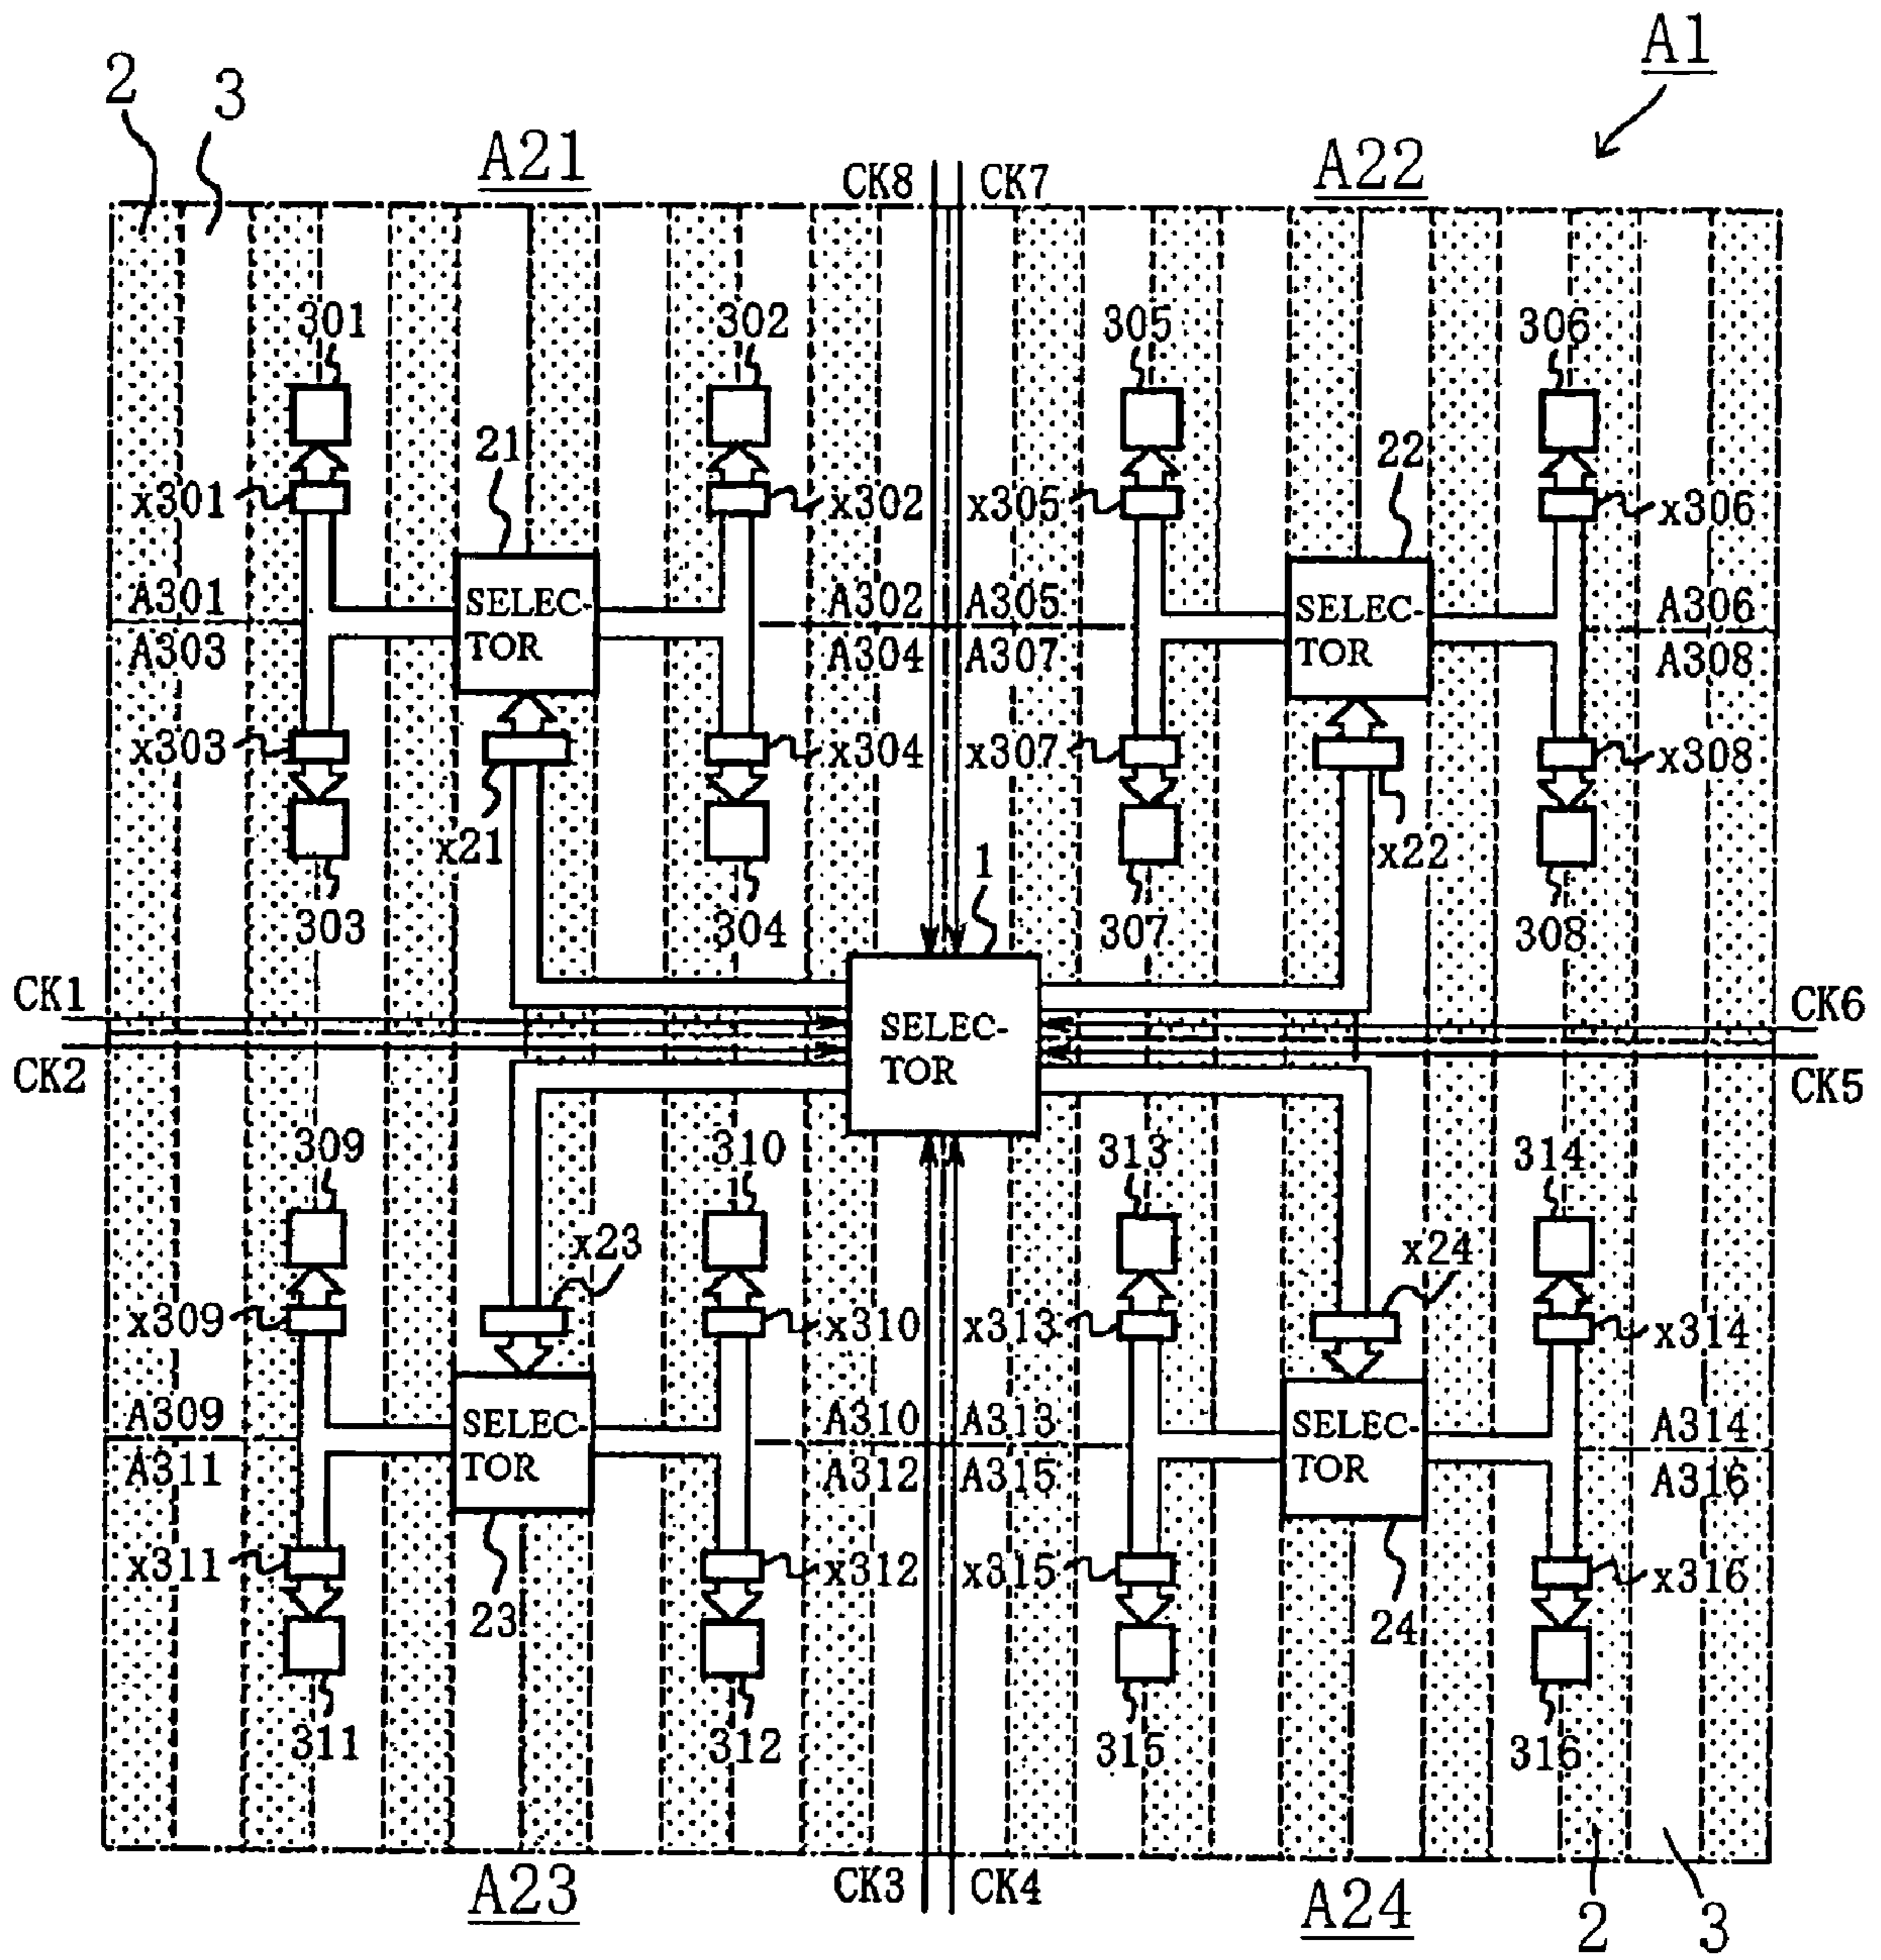 A1
2
3
A21
CK8
CK7
A22
301
302
305
306
21
22
x301
x302
x305
x306
SELEC-
TOR
SELEC-
TOR
A301
A302
A305
A306
A303
A304
A307
A308
x303
x304
x307
x308
x21
x22
303
304
1
307
308
CK1
CK6
SELEC-
TOR
CK2
CK5
309
310
313
314
x23
x24
x309
x310
x313
x314
A309
SELEC-
TOR
A310
A313
SELEC-
TOR
A314
A311
A312
A315
A316
x311
x312
x315
x316
23
24
311
312
315
316
2
3
A23
CK3
CK4
A24